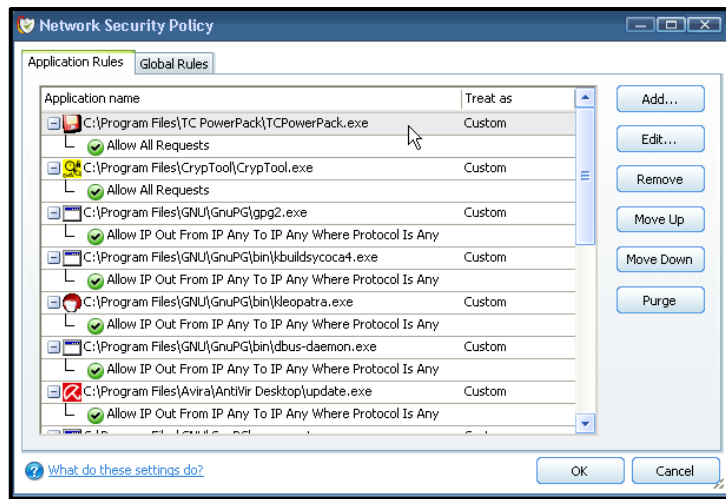 Network Security Policy
Application Rules
Global Rules
Application name
Treat as
C:\Program Files\TC PowerPack\TCPowerPack.exe
Custom
Allow All Requests
C:\Program Files\CrypTool\CrypTool.exe
Custom
Allow All Requests
C:\Program Files\GNU\GnuPG\gpg2.exe
Custom
Allow IP Out From IP Any To IP Any Where Protocol Is Any
C:\Program Files\GNU\GnuPG\bin\kbuildsycoca4.exe
Custom
Allow IP Out From IP Any To IP Any Where Protocol Is Any
C:\Program Files\GNU\GnuPG\bin\kleopatra.exe
Custom
Allow IP Out From IP Any To IP Any Where Protocol Is Any
C:\Program Files\GNU\GnuPG\bin\dbus-daemon.exe
Custom
Allow IP Out From IP Any To IP Any Where Protocol Is Any
C:\Program Files\Avira\AntiVir Desktop\update.exe
Custom
Allow IP Out From IP Any To IP Any Where Protocol Is Any
Add...
Edit...
Remove
Move Up
Move Down
Purge
What do these settings do?
OK
Cancel